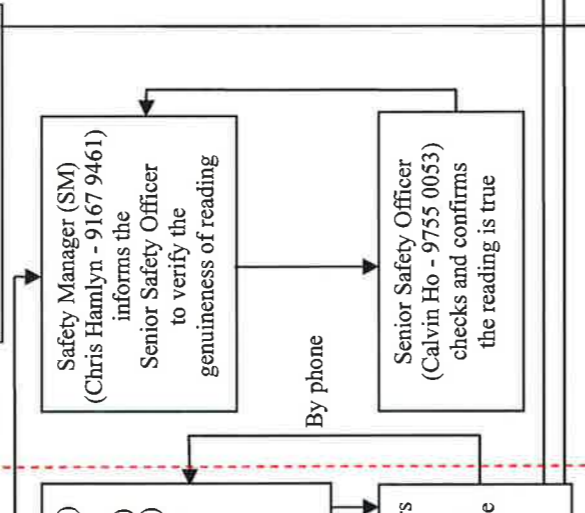 Safety Manager (SM)
(Chris Hamlyn - 9167 9461)
informs the
Senior Safety Officer
to verify the
genuineness of reading
By phone
Senior Safety Officer
(Calvin Ho - 9755 0053)
checks and confirms
the reading is true